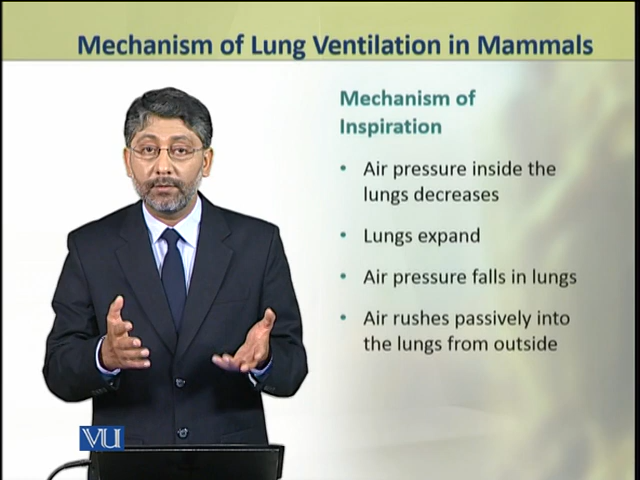 Mechanism of Lung Ventilation in Mammals
Mechanism of
Inspiration
• Air pressure inside the
lungs decreases
• Lungs expand
• Air pressure falls in lungs
• Air rushes passively into
the lungs from outside
VU